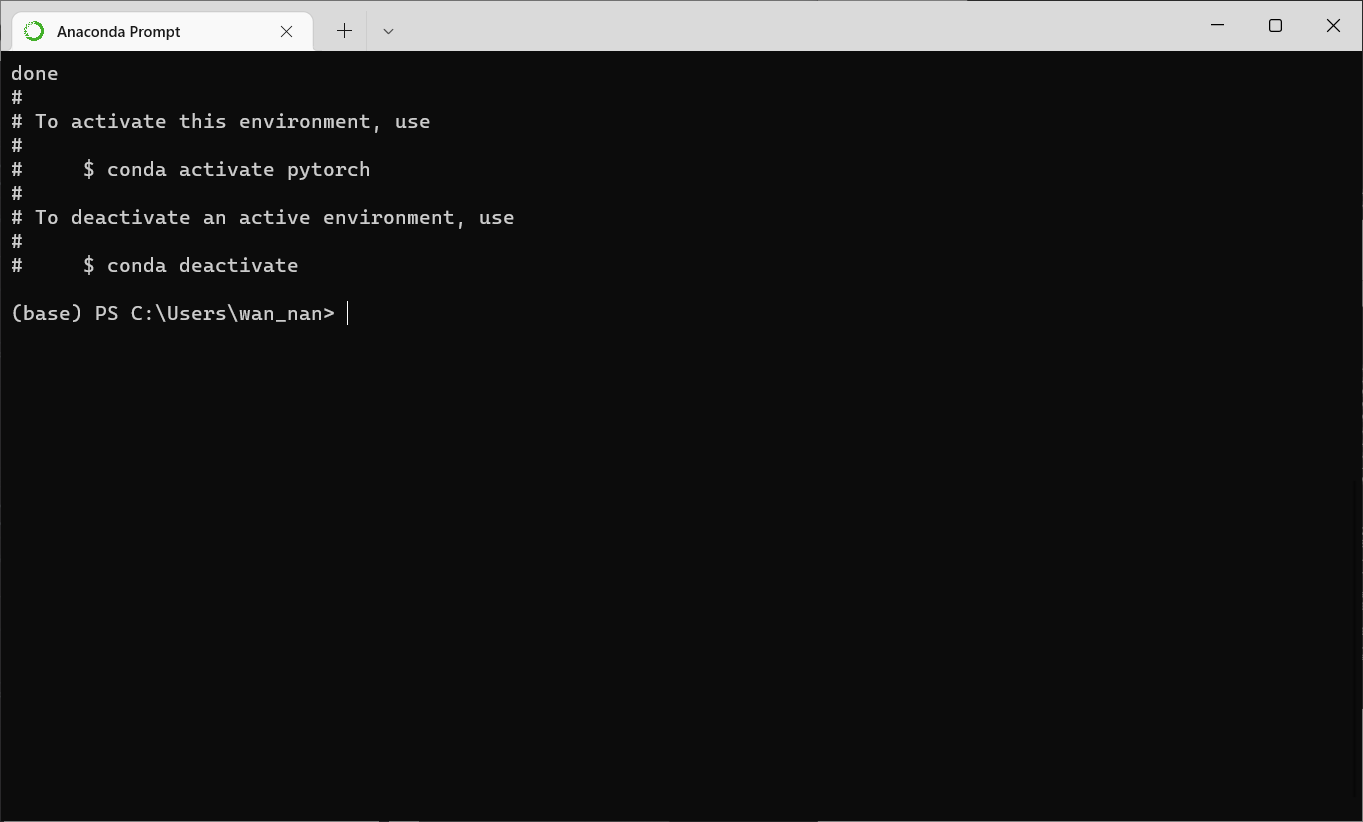 Anaconda Prompt
done
#
# To activate this environment, use
#
#     $ conda activate pytorch
#
# To deactivate an active environment, use
#
#     $ conda deactivate
(base) PS C:\Users\wan_nan>